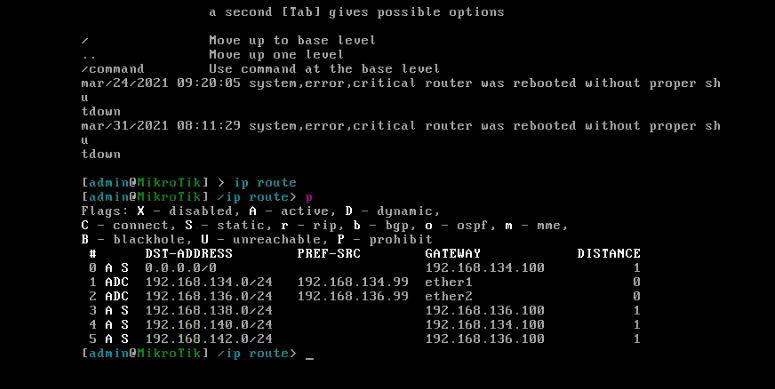 a second [Tab] gives possible options
/ Move up to base level
.. Move up one level
/command Use command at the base level
mar/24/2021 09:20:05 system,error,critical router was rebooted without proper sh
u
tdown
mar/31/2021 08:11:29 system,error,critical router was rebooted without proper sh
u
tdown
[admin@MikroTik] > ip route
[admin@MikroTik] /ip route> p
Flags: X - disabled, A - active, D - dynamic,
C - connect, S - static, r - rip, b - bgp, o - ospf, m - mme,
B - blackhole, U - unreachable, P - prohibit
# DST-ADDRESS PREF-SRC GATEWAY DISTANCE
0 A S 0.0.0.0/0 192.168.134.100 1
1 ADC 192.168.134.0/24 192.168.134.99 ether1 0
2 ADC 192.168.136.0/24 192.168.136.99 ether2 0
3 A S 192.168.138.0/24 192.168.136.100 1
4 A S 192.168.140.0/24 192.168.134.100 1
5 A S 192.168.142.0/24 192.168.136.100 1
[admin@MikroTik] /ip route> _